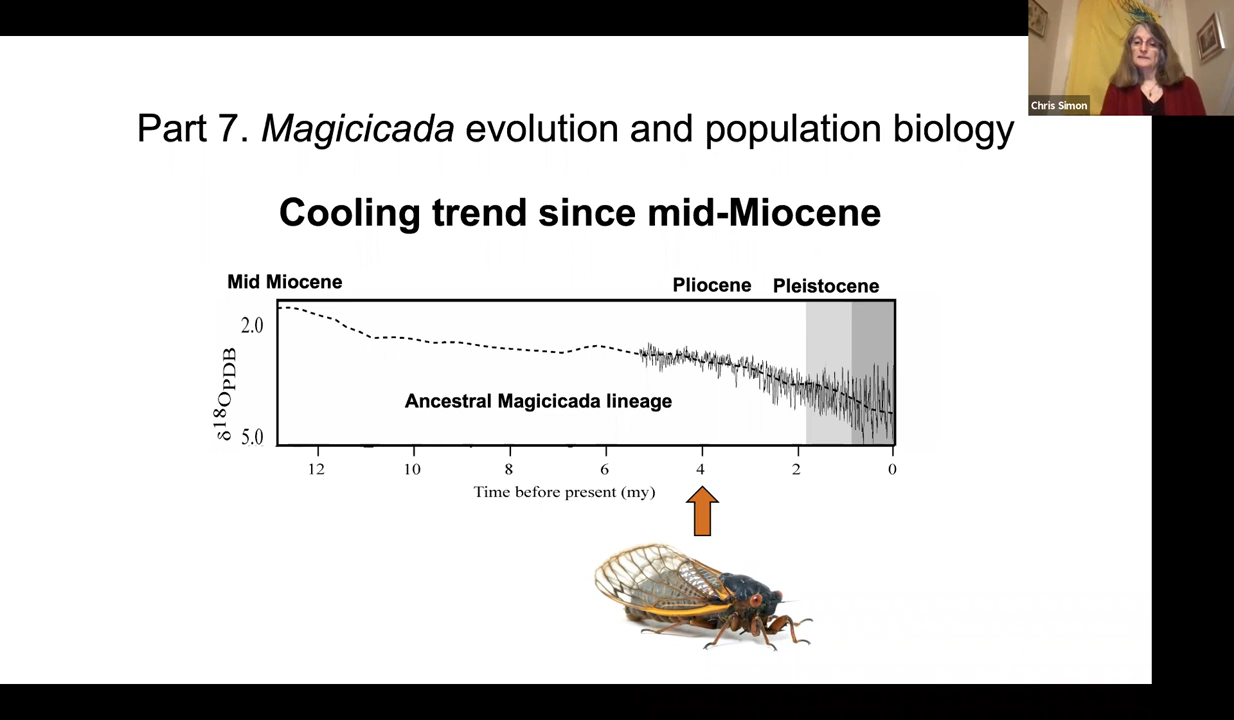 Chris Simon
Part 7. Magicicada evolution and population biology
Cooling trend since mid-Miocene
Mid Miocene
Pliocene
Pleistocene
2.0
δ18OPDB
5.0
Ancestral Magicicada lineage
12 10 8 6 4 2 0
Time before present (my)